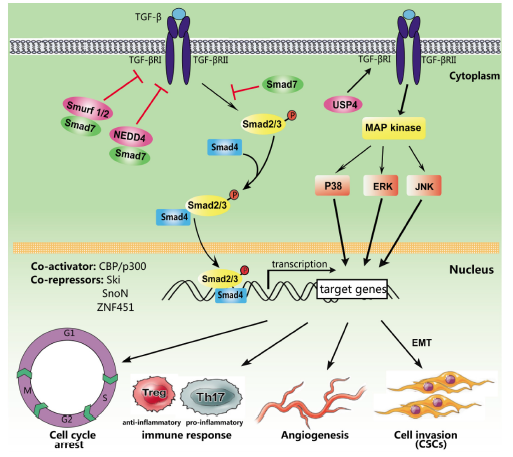 TGF-β
TGF-βRI
TGF-βRII
TGF-βRI
TGF-βRII
Cytoplasm
Smad7
Smurf 1/2
Smad7
NEDD4
Smad7
USP4
P
Smad2/3
MAP kinase
Smad4
P38
ERK
JNK
P
Smad2/3
Smad4
Nucleus
Co-activator: CBP/p300
Co-repressors: Ski
SnoN
ZNF451
P
Smad2/3
Smad4
transcription
target genes
EMT
G1
M
S
G2
Treg
Th17
anti-inflammatory
pro-inflammatory
Cell cycle
arrest
immune response
Angiogenesis
Cell invasion
(CSCs)